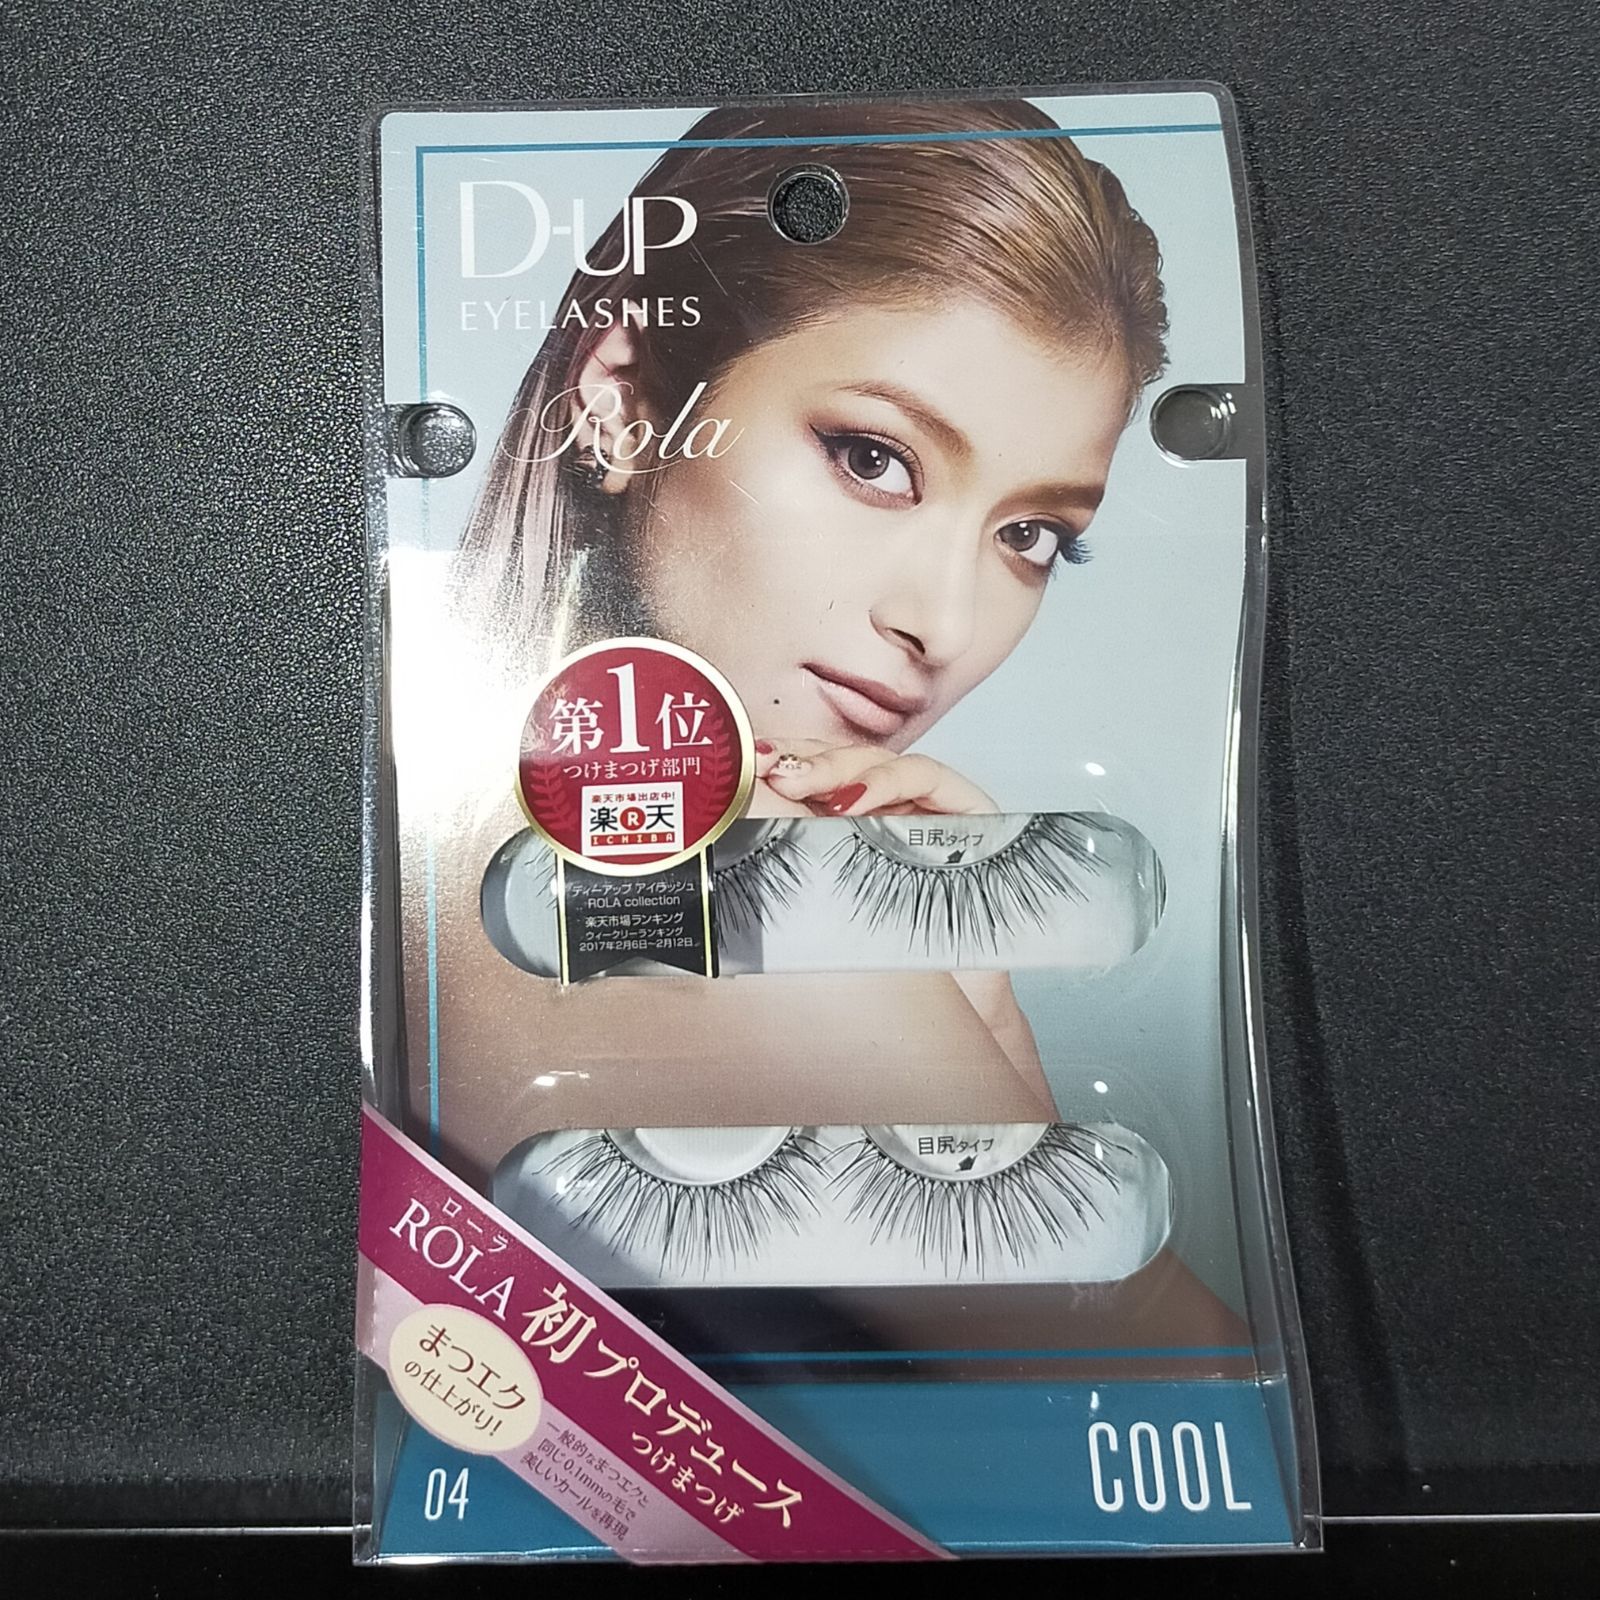 D-UP
EYELASHES
Rola
第1位
つけまつげ部門
楽天市場出店中!
楽R天
ICHIBA
ディーアップ アイラッシュ
ROLA collection
楽天市場ランキング
ウィークリーランキング
2017年2月6日～2月12日
目尻タイプ
目尻タイプ
ローラ
ROLA 初プロデュース
つけまつげ
まつエク
の仕上がり!
一般的なまつエクと
同じ0.1mmの毛で
美しいカールを再現
04
COOL